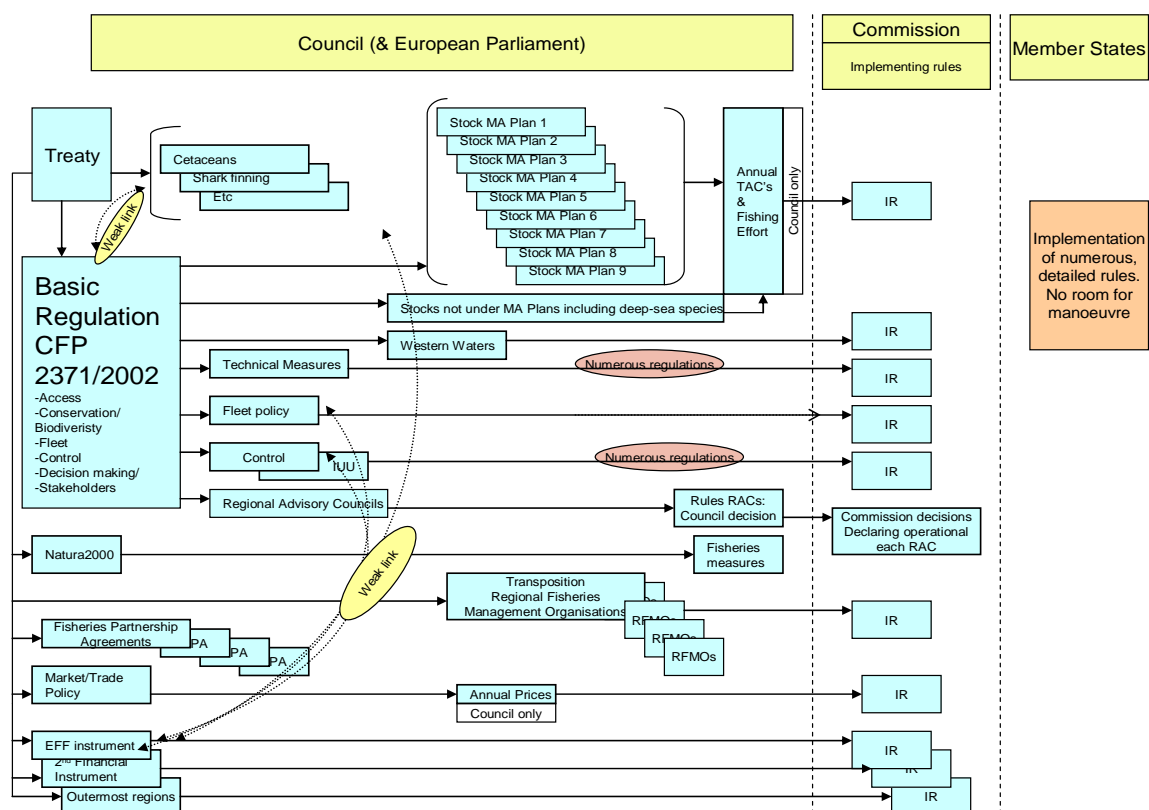 Council (& European Parliament)
Commission
Implementing rules
Member States
Treaty
Cetaceans
Shark finning
Etc
Weak link
Stock MA Plan 1
Stock MA Plan 2
Stock MA Plan 3
Stock MA Plan 4
Stock MA Plan 5
Stock MA Plan 6
Stock MA Plan 7
Stock MA Plan 8
Stock MA Plan 9
Annual
TAC's
&
Fishing
Effort
Council only
IR
Implementation
of numerous,
detailed rules.
No room for
manoeuvre
Basic
Regulation
CFP
2371/2002
-Access
-Conservation/
Biodiveristy
-Fleet
-Control
-Decision making/
-Stakeholders
Stocks not under MA Plans including deep-sea species
Western Waters
IR
Technical Measures
Numerous regulations
IR
Fleet policy
IR
Control
IUU
Numerous regulations
IR
Regional Advisory Councils
Rules RACs:
Council decision
Commission decisions
Declaring operational
each RAC
Natura2000
Fisheries
measures
Weak link
Transposition
Regional Fisheries
Management Organisations
RFMOs
IR
Fisheries Partnership
Agreements
PA
PA
PA
Market/Trade
Policy
Annual Prices
Council only
IR
EFF instrument
IR
2nd Financial
Instrument
IR
Outermost regions
IR